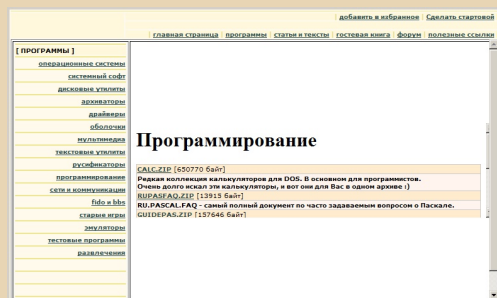 добавить в избранное | Сделать стартовой
| главная страница | программы | статьи и тексты | гостевая книга | форум | полезные ссылки
[ ПРОГРАММЫ ]
операционные системы
системный софт
дисковые утилиты
архиваторы
драйверы
оболочки
мультимедиа
текстовые утилиты
русификаторы
программирование
сети и коммуникации
fido и bbs
старые игры
эмуляторы
тестовые программы
развлечения
Программирование
CALC.ZIP [650770 байт]
Редкая коллекция калькуляторов для DOS. В основном для программистов.
Очень долго искал эти калькуляторы, и вот они для Вас в одном архиве :)
RUPASFAQ.ZIP [13915 байт]
RU.PASCAL.FAQ - самый полный документ по часто задаваемым вопросом о Паскале.
GUIDEPAS.ZIP [157646 байт]